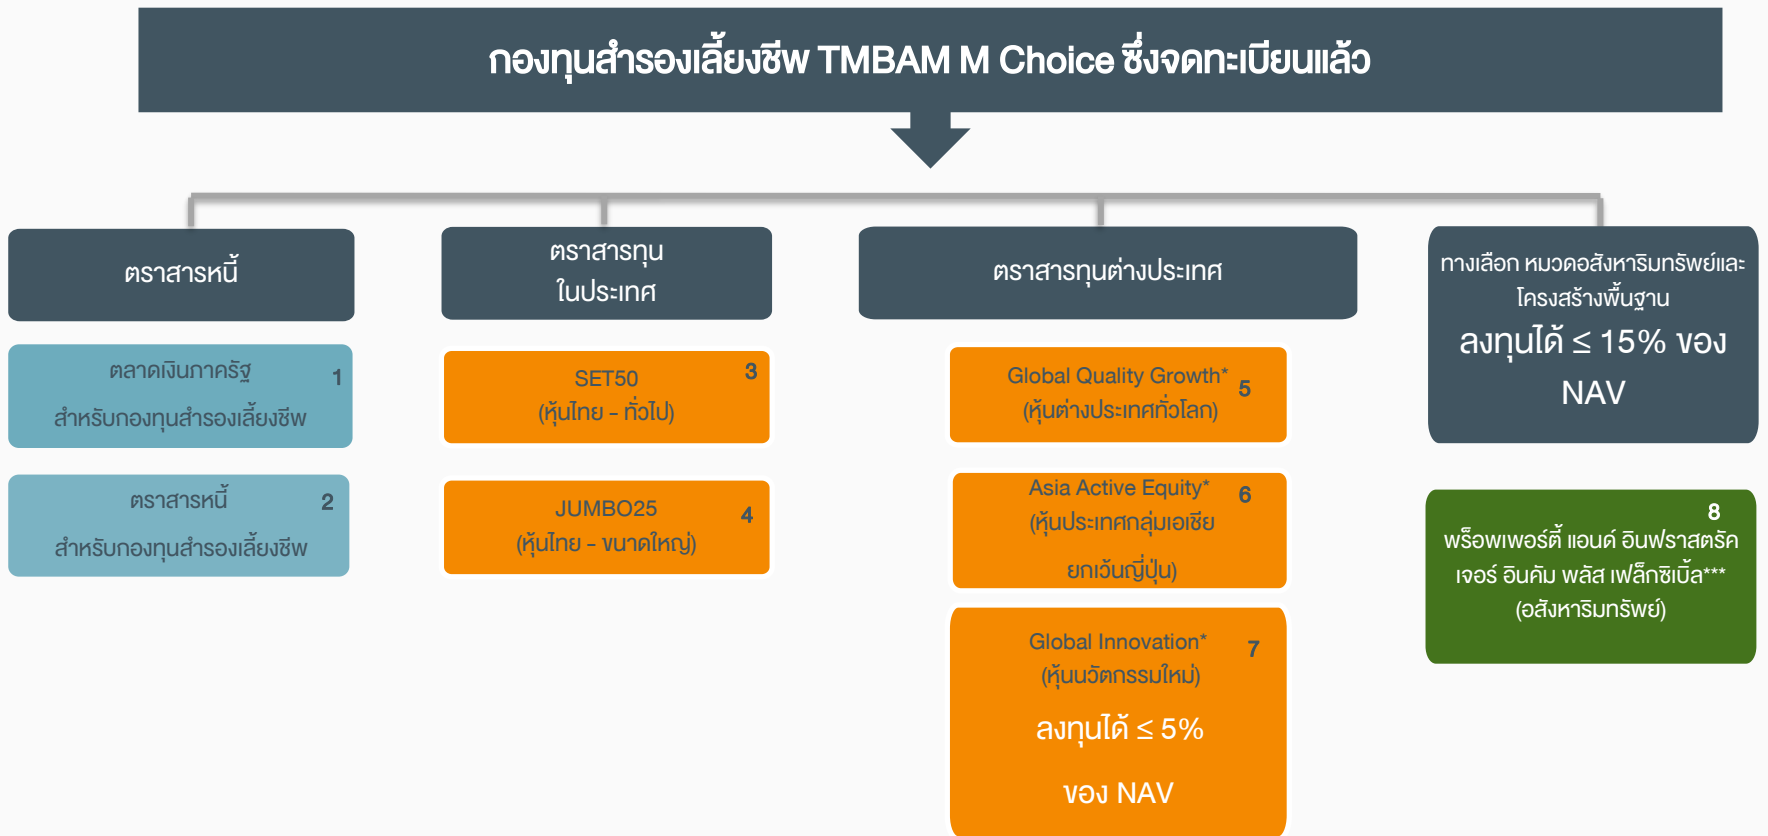 กองทุนสำรองเลี้ยงชีพ TMBAM M Choice ซึ่งจดทะเบียนแล้ว
ตราสารหนี้
ตลาดเงินภาครัฐ 1
สำหรับกองทุนสำรองเลี้ยงชีพ
ตราสารหนี้ 2
สำหรับกองทุนสำรองเลี้ยงชีพ
ตราสารทุน
ในประเทศ
SET50 3
(หุ้นไทย - ทั่วไป)
JUMBO25 4
(หุ้นไทย - ขนาดใหญ่)
ตราสารทุนต่างประเทศ
Global Quality Growth* 5
(หุ้นต่างประเทศทั่วโลก)
Asia Active Equity* 6
(หุ้นประเทศกลุ่มเอเชีย
ยกเว้นญี่ปุ่น)
Global Innovation* 7
(หุ้นนวัตกรรมใหม่)
ลงทุนได้ ≤ 5%
ของ NAV
ทางเลือก หมวดอสังหาริมทรัพย์และ
โครงสร้างพื้นฐาน
ลงทุนได้ ≤ 15% ของ
NAV
8
พร็อพเพอร์ตี้ แอนด์ อินฟราสตรัค
เจอร์ อินคัม พลัส เฟล็กซิเบิ้ล***
(อสังหาริมทรัพย์)